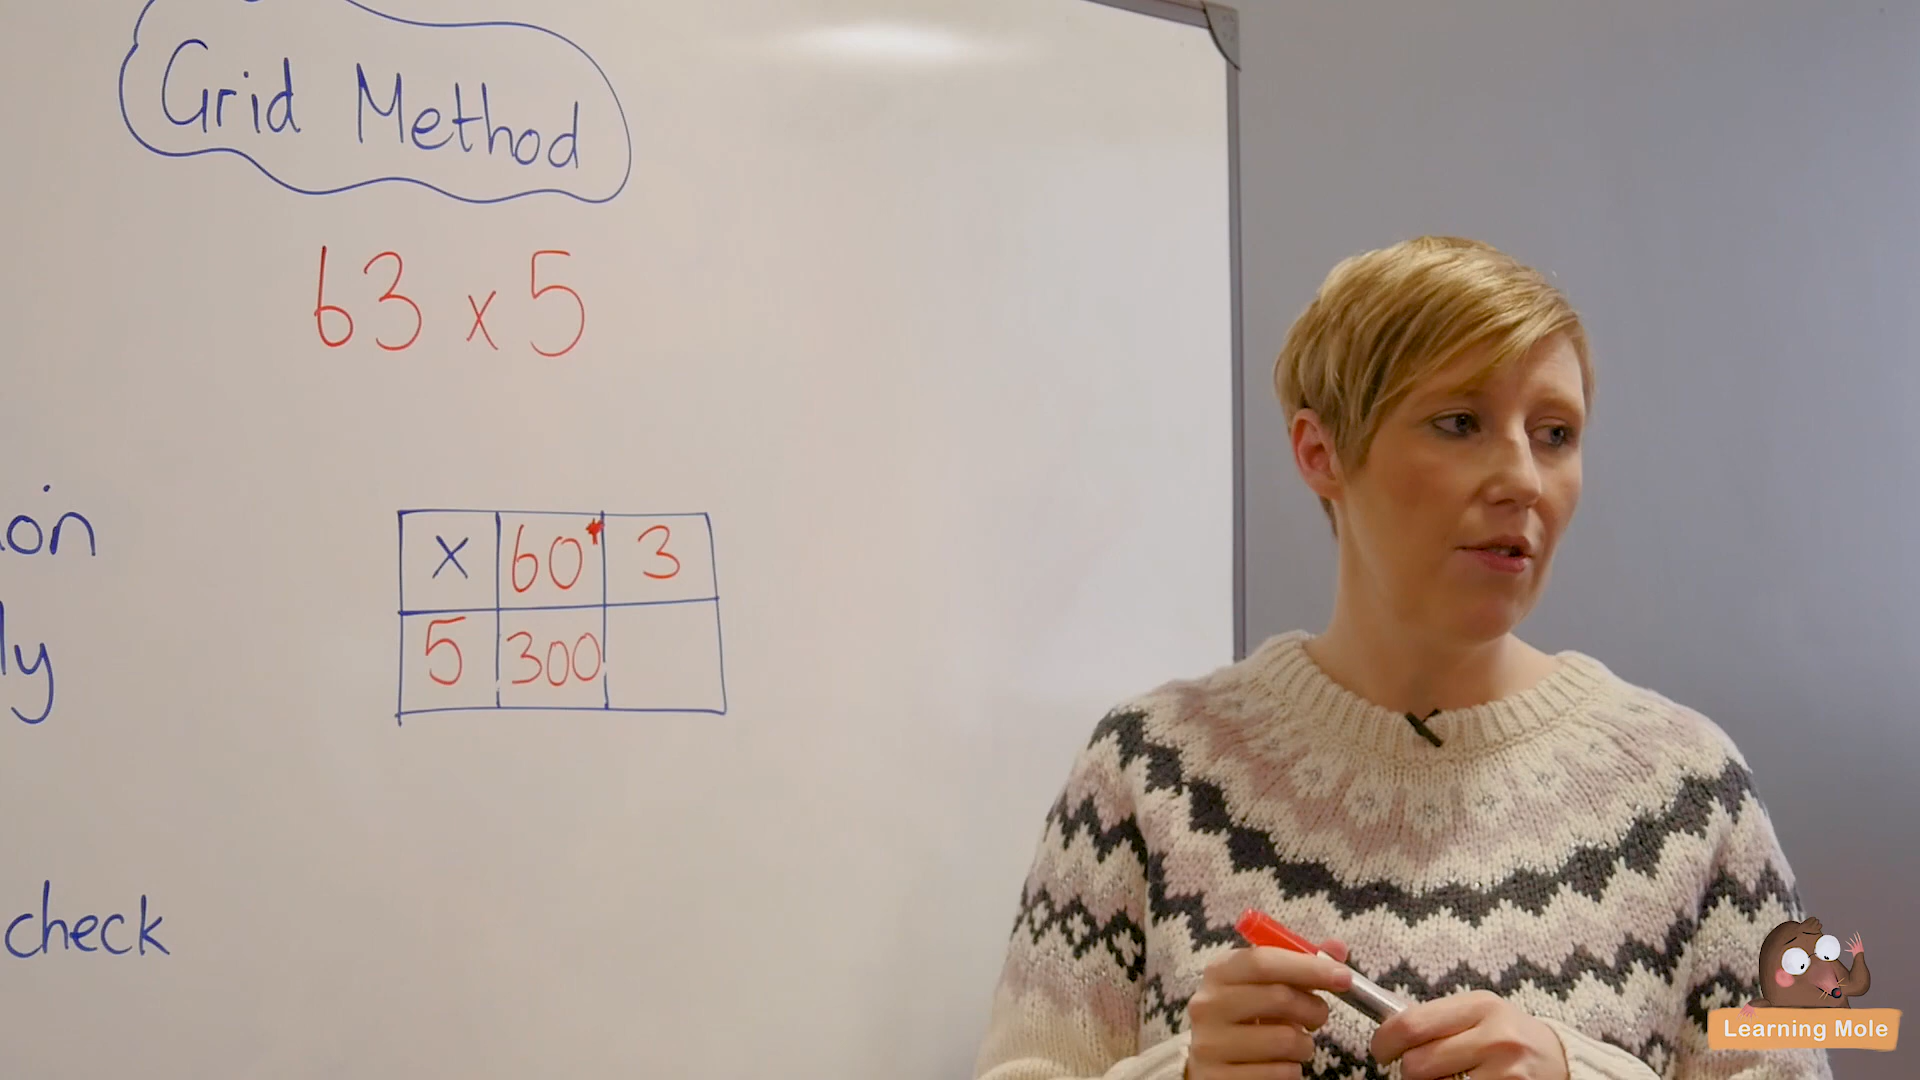 Grid Method
63 x 5
on
x 60 3
ly
5 300
check
Learning Mole